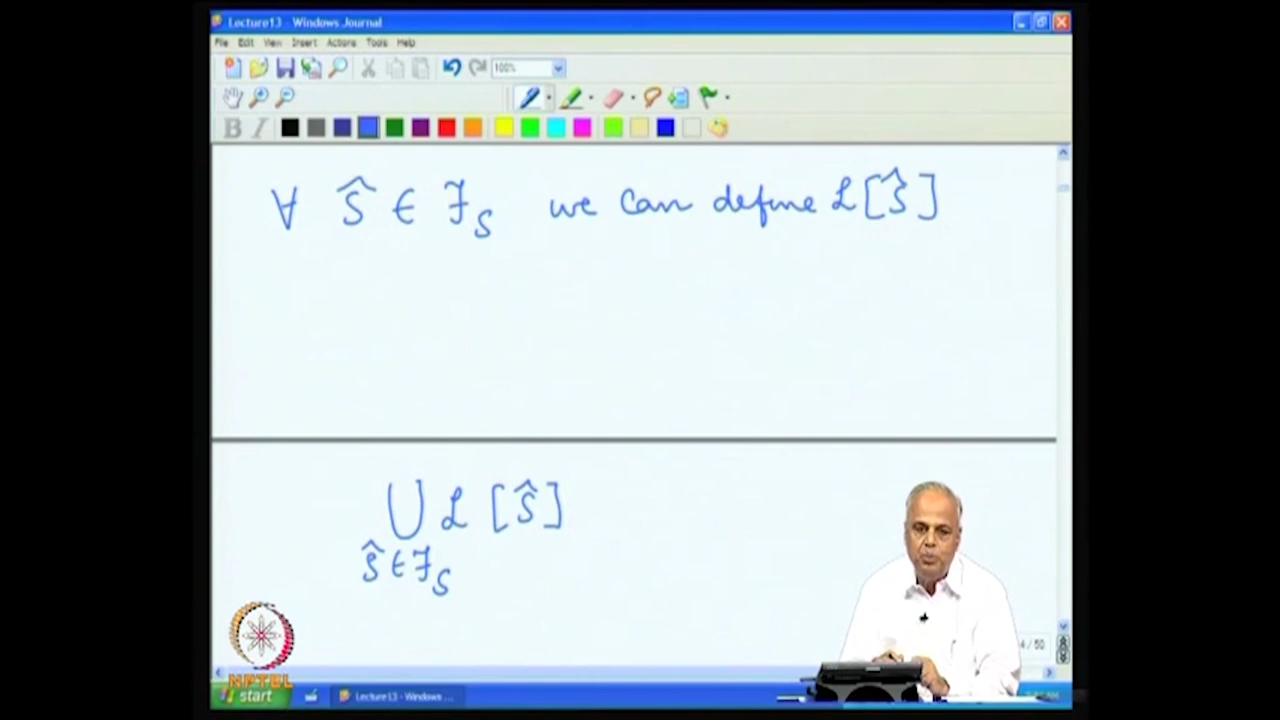 Lecture13 - Windows Journal
File Edit View Insert Actions Tools Help
100%
B I
∀ Ŝ ∈ ℱ_S we can define ℒ[Ŝ]
⋃ ℒ [Ŝ]
Ŝ∈ℱ_S
NPTEL
start Lecture13 - Windows ...